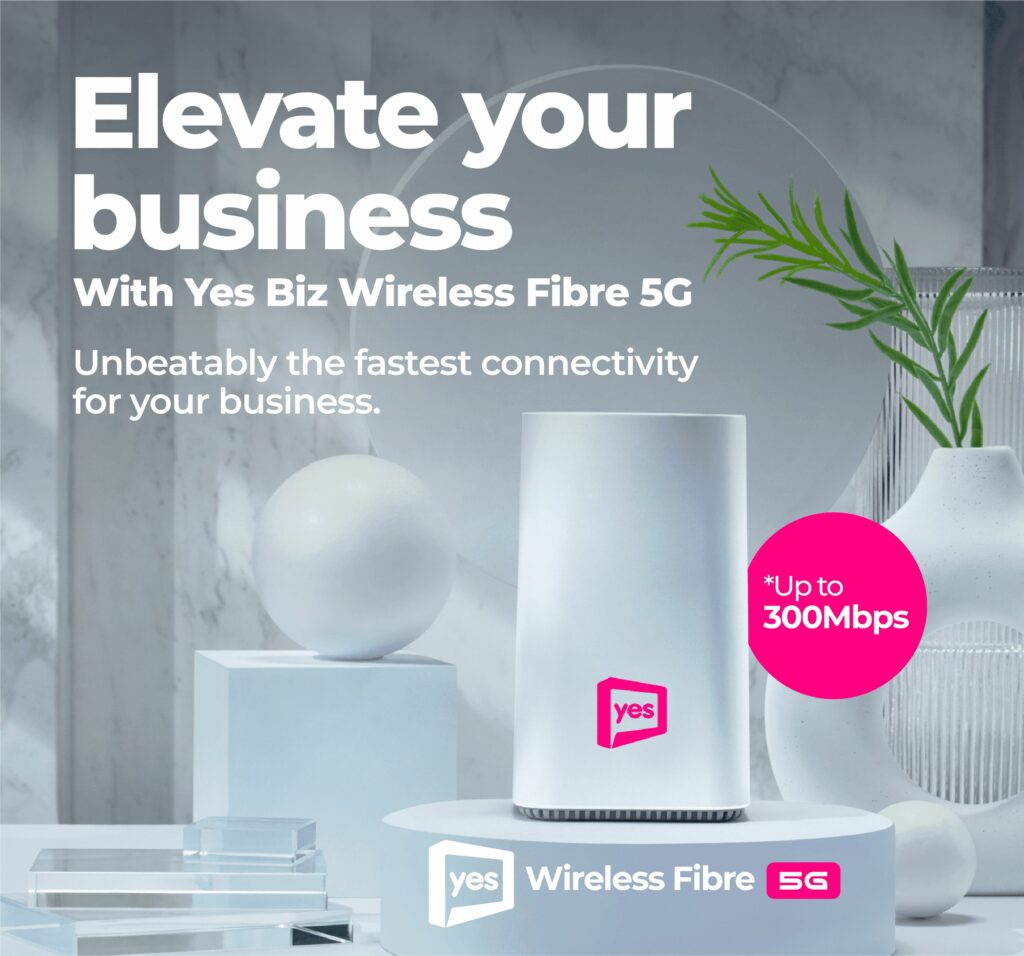 Elevate your
business
With Yes Biz Wireless Fibre 5G
Unbeatably the fastest connectivity
for your business.
*Up to
300Mbps
yes
yes Wireless Fibre 5G